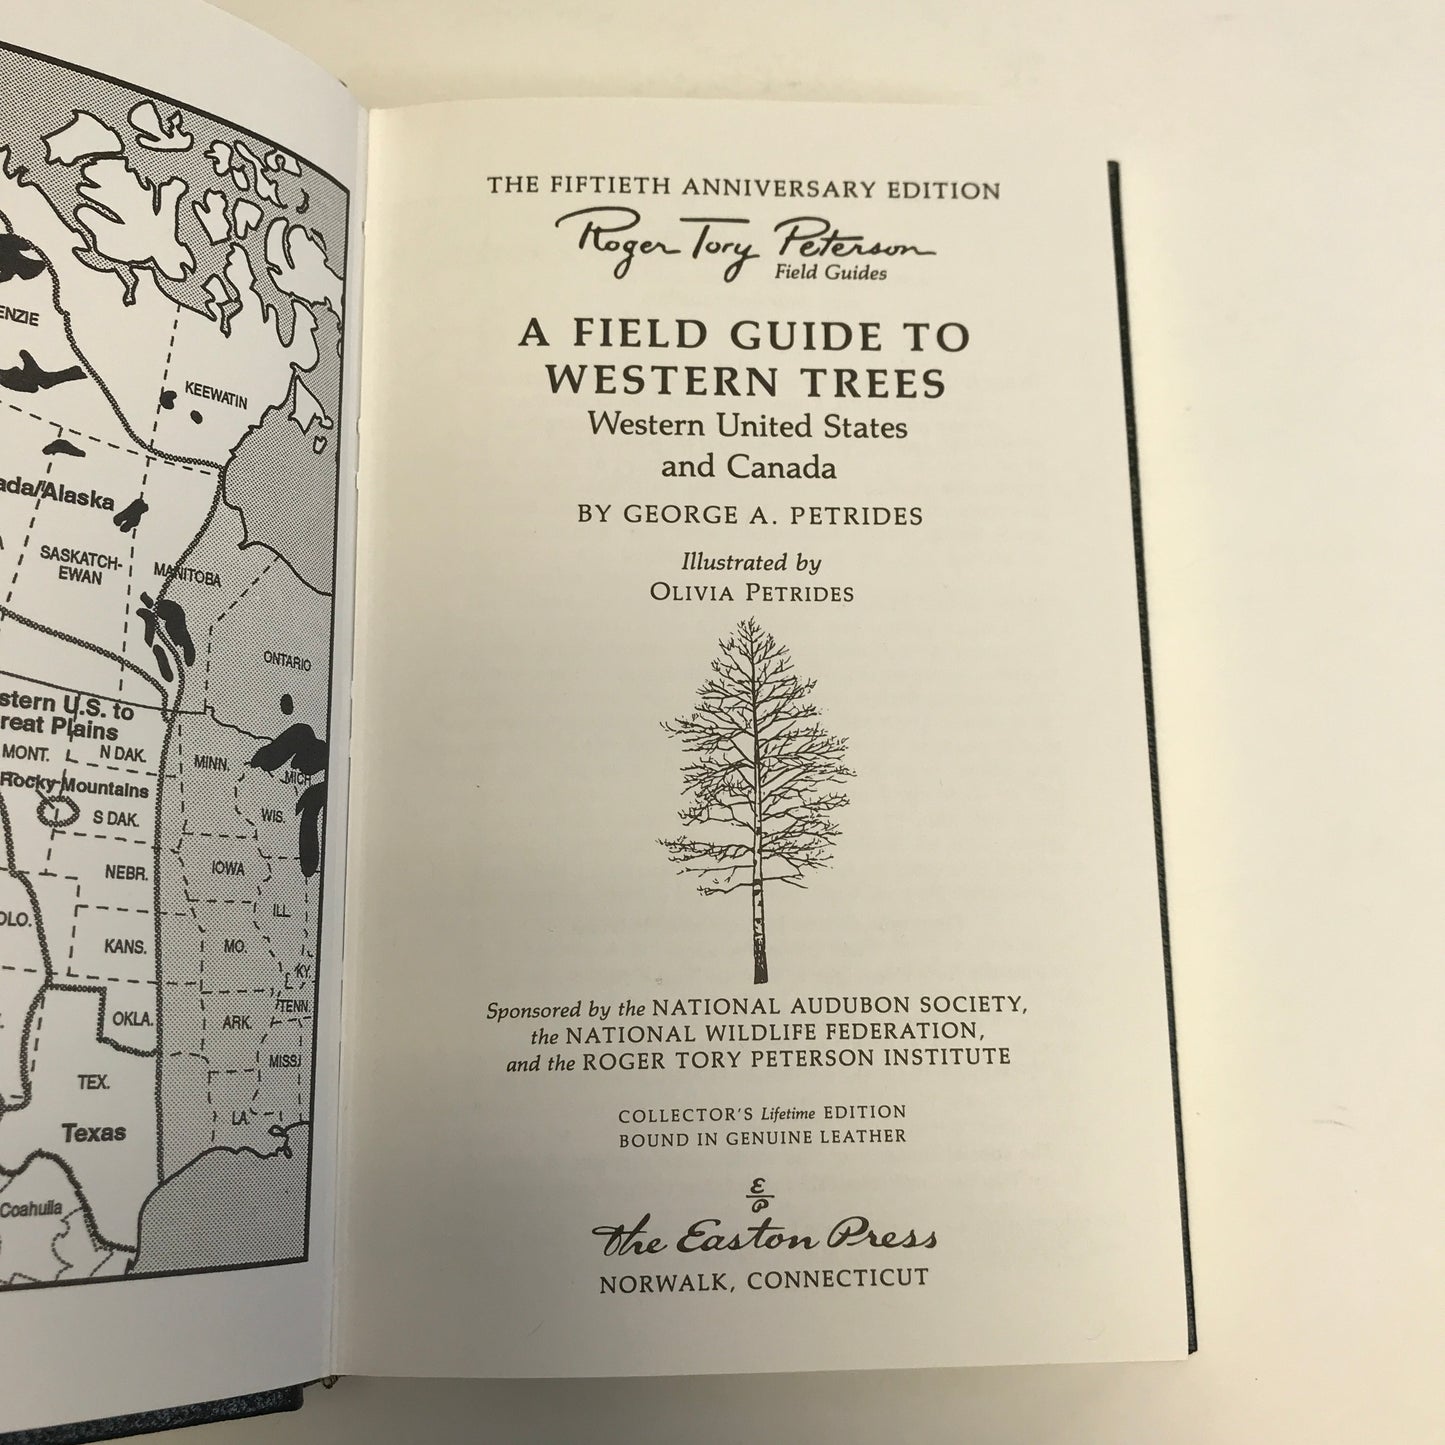 ENZIE
KEEWATIN
ada/Alaska
SASKATCH-
EWAN
MANITOBA
ONTARIO
stern U.S. to
reat Plains
MONT.
N DAK.
MINN.
MICH
Rocky Mountains
S DAK.
WIS.
NEBR.
IOWA
OLO.
ILL.
KANS.
MO.
KY.
TENN.
OKLA.
ARK.
MISS.
TEX.
LA.
Texas
Coahuila
THE FIFTIETH ANNIVERSARY EDITION
Roger Tory Peterson
Field Guides
A FIELD GUIDE TO
WESTERN TREES
Western United States
and Canada
BY GEORGE A. PETRIDES
Illustrated by
OLIVIA PETRIDES
Sponsored by the NATIONAL AUDUBON SOCIETY,
the NATIONAL WILDLIFE FEDERATION,
and the ROGER TORY PETERSON INSTITUTE
COLLECTOR'S Lifetime EDITION
BOUND IN GENUINE LEATHER
E
P
The Easton Press
NORWALK, CONNECTICUT